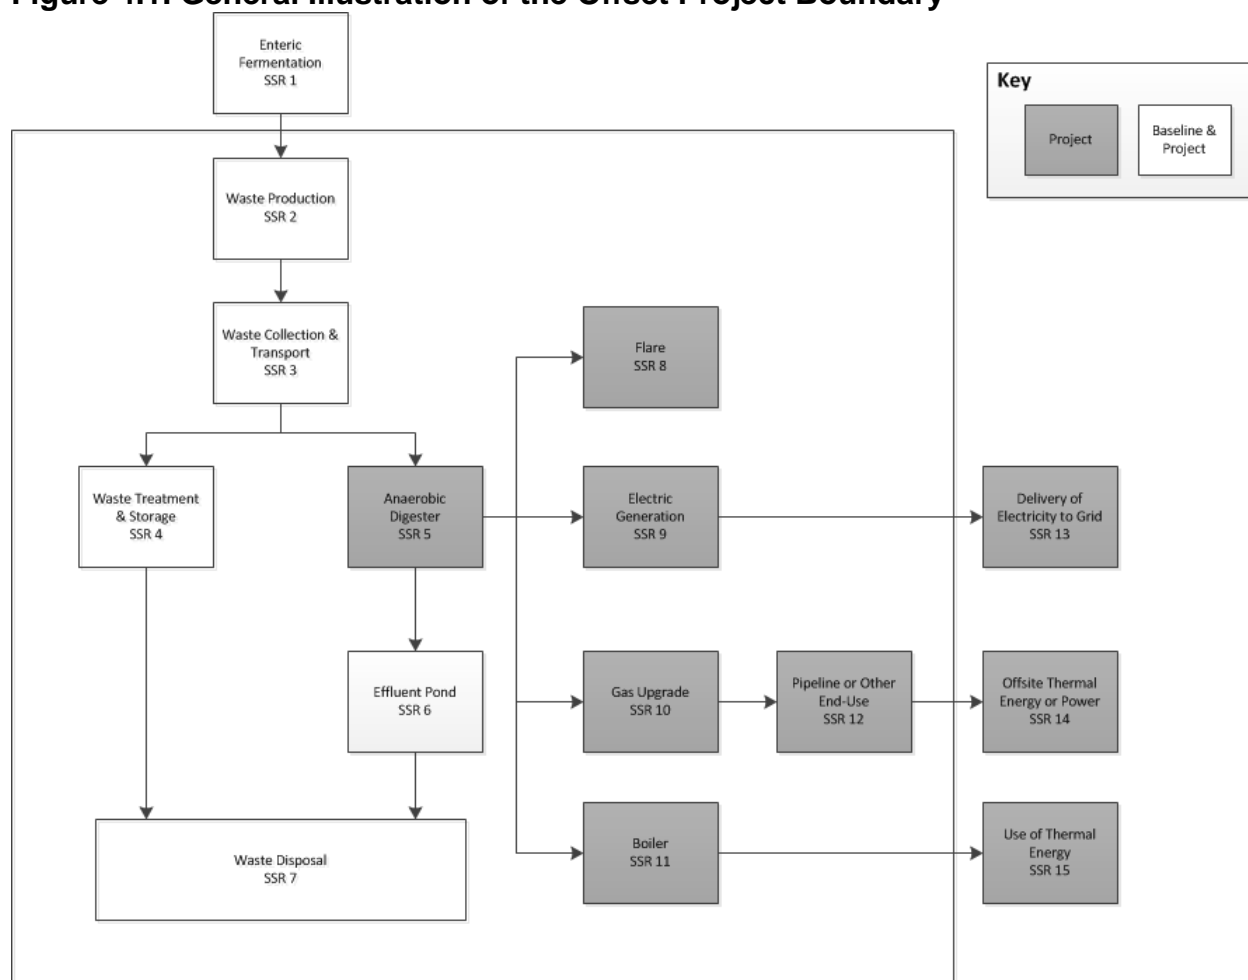 Figure 4.1. General Illustration of the Offset Project Boundary
Enteric
Fermentation
SSR 1
Key
Project
Baseline &
Project
Waste Production
SSR 2
Waste Collection &
Transport
SSR 3
Flare
SSR 8
Waste Treatment
& Storage
SSR 4
Anaerobic
Digester
SSR 5
Electric
Generation
SSR 9
Delivery of
Electricity to Grid
SSR 13
Effluent Pond
SSR 6
Gas Upgrade
SSR 10
Pipeline or Other
End-Use
SSR 12
Offsite Thermal
Energy or Power
SSR 14
Waste Disposal
SSR 7
Boiler
SSR 11
Use of Thermal
Energy
SSR 15